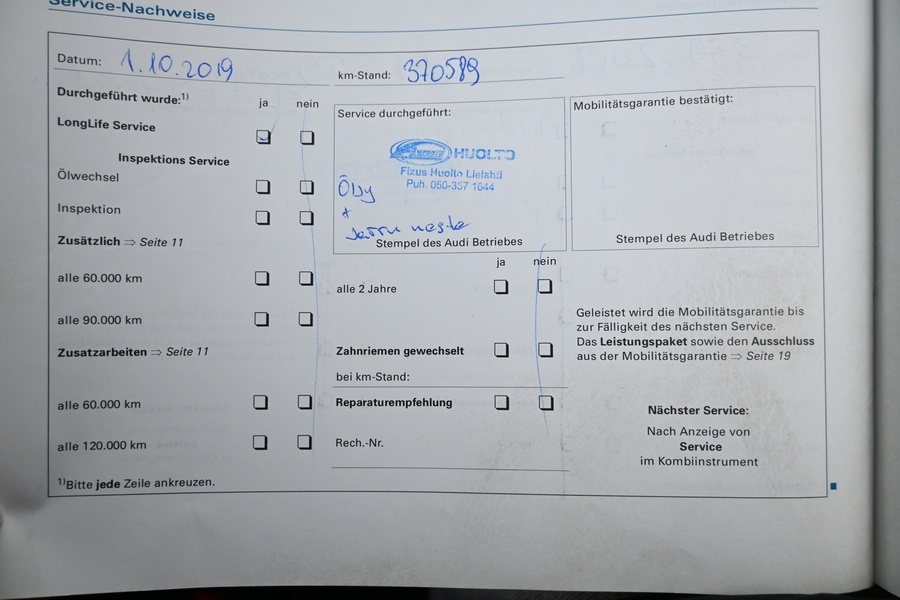 Service-Nachweise
Datum: 1.10.2019
km-Stand: 370589
Durchgeführt wurde:¹⁾
ja nein
LongLife Service
Inspektions Service
Ölwechsel
Inspektion
Zusätzlich ⇒ Seite 11
alle 60.000 km
alle 90.000 km
Zusatzarbeiten ⇒ Seite 11
alle 60.000 km
alle 120.000 km
¹⁾Bitte jede Zeile ankreuzen.
Service durchgeführt:
Fixus HUOLTO
Fixus Huolto Lielahti
Puh. 050-357 1644
Öljy
+
Jarru neste
Stempel des Audi Betriebes
ja nein
alle 2 Jahre
Zahnriemen gewechselt
bei km-Stand:
Reparaturempfehlung
Rech.-Nr.
Mobilitätsgarantie bestätigt:
Stempel des Audi Betriebes
Geleistet wird die Mobilitätsgarantie bis
zur Fälligkeit des nächsten Service.
Das Leistungspaket sowie den Ausschluss
aus der Mobilitätsgarantie ⇒ Seite 19
Nächster Service:
Nach Anzeige von
Service
im Kombiinstrument